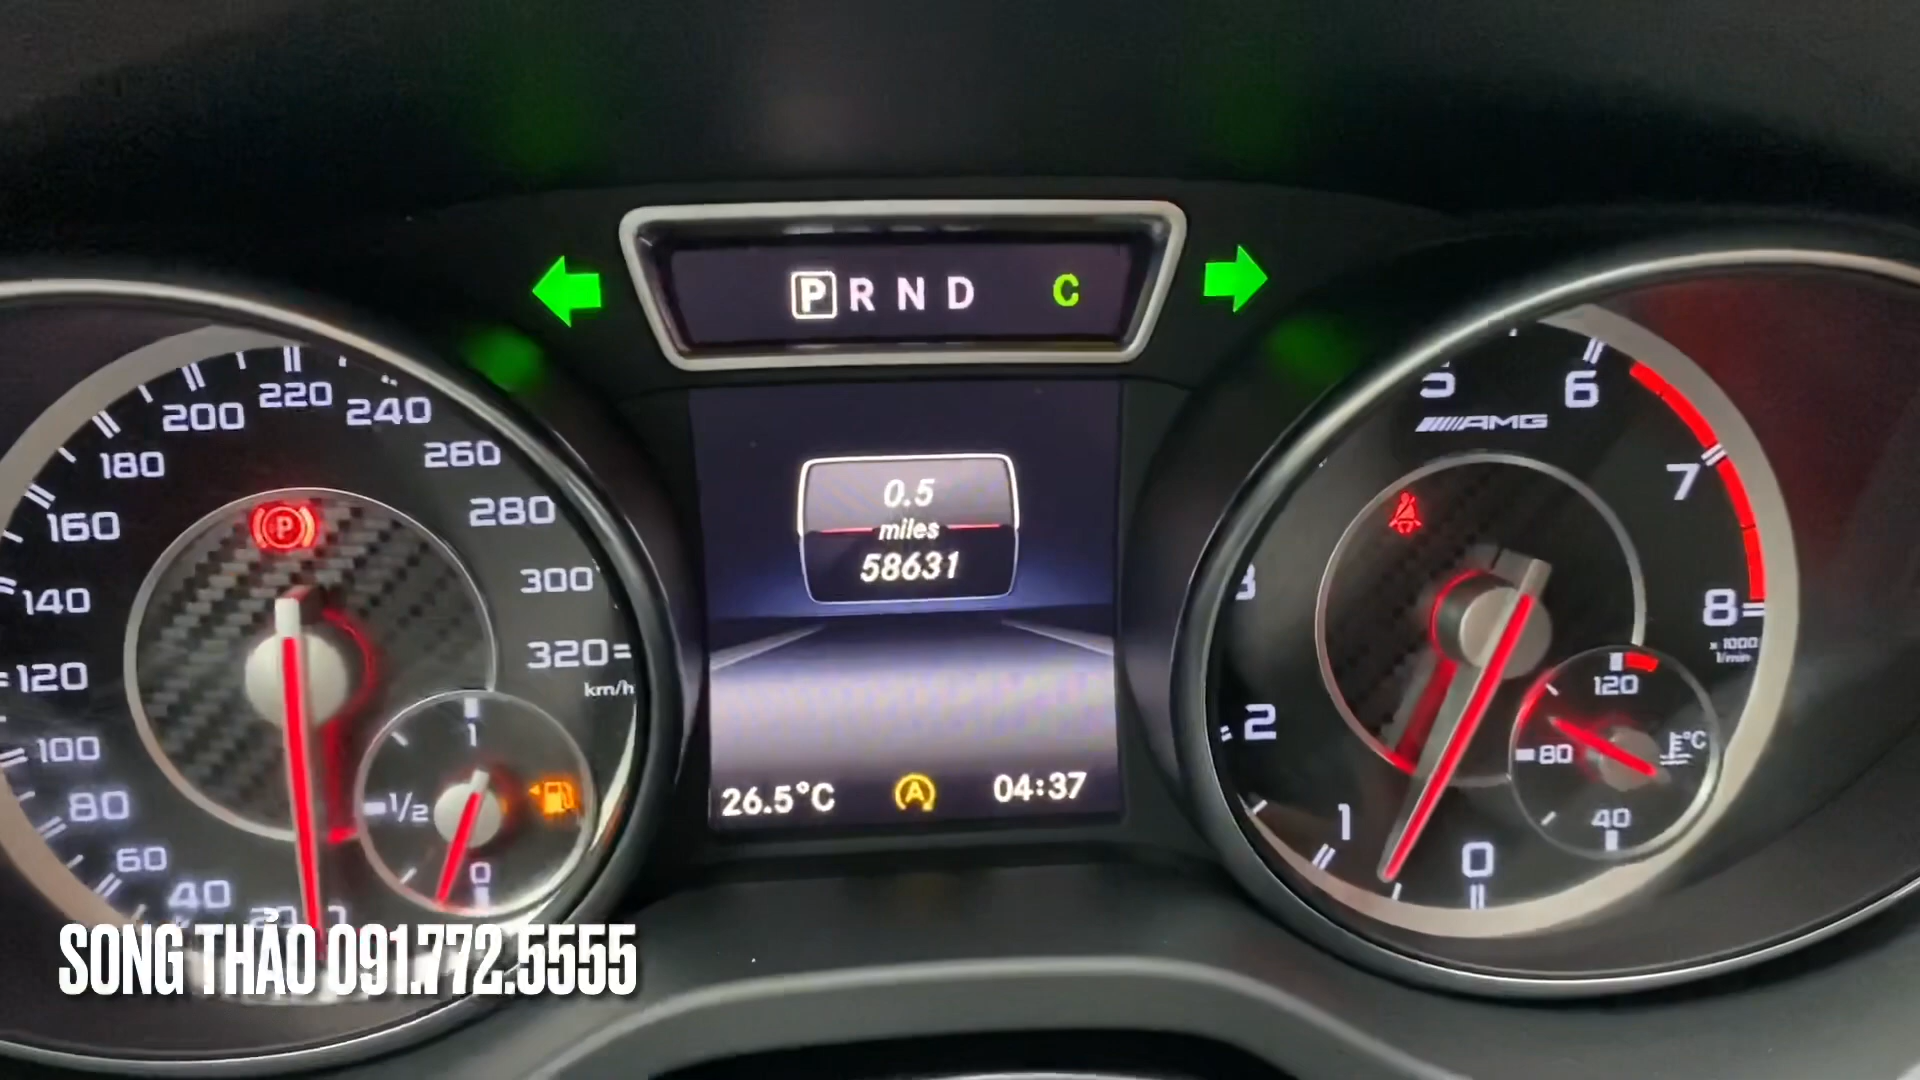 P R N D C
0.5
miles
58631
26.5°C
04:37
40
60
80
100
120
140
160
180
200
220
240
260
280
300
320
km/h
P
1
1/2
0
0
1
2
3
5
6
7
8
x 1000
1/min
AMG
120
80
°C
40
A
SONG THẢO 091.772.5555